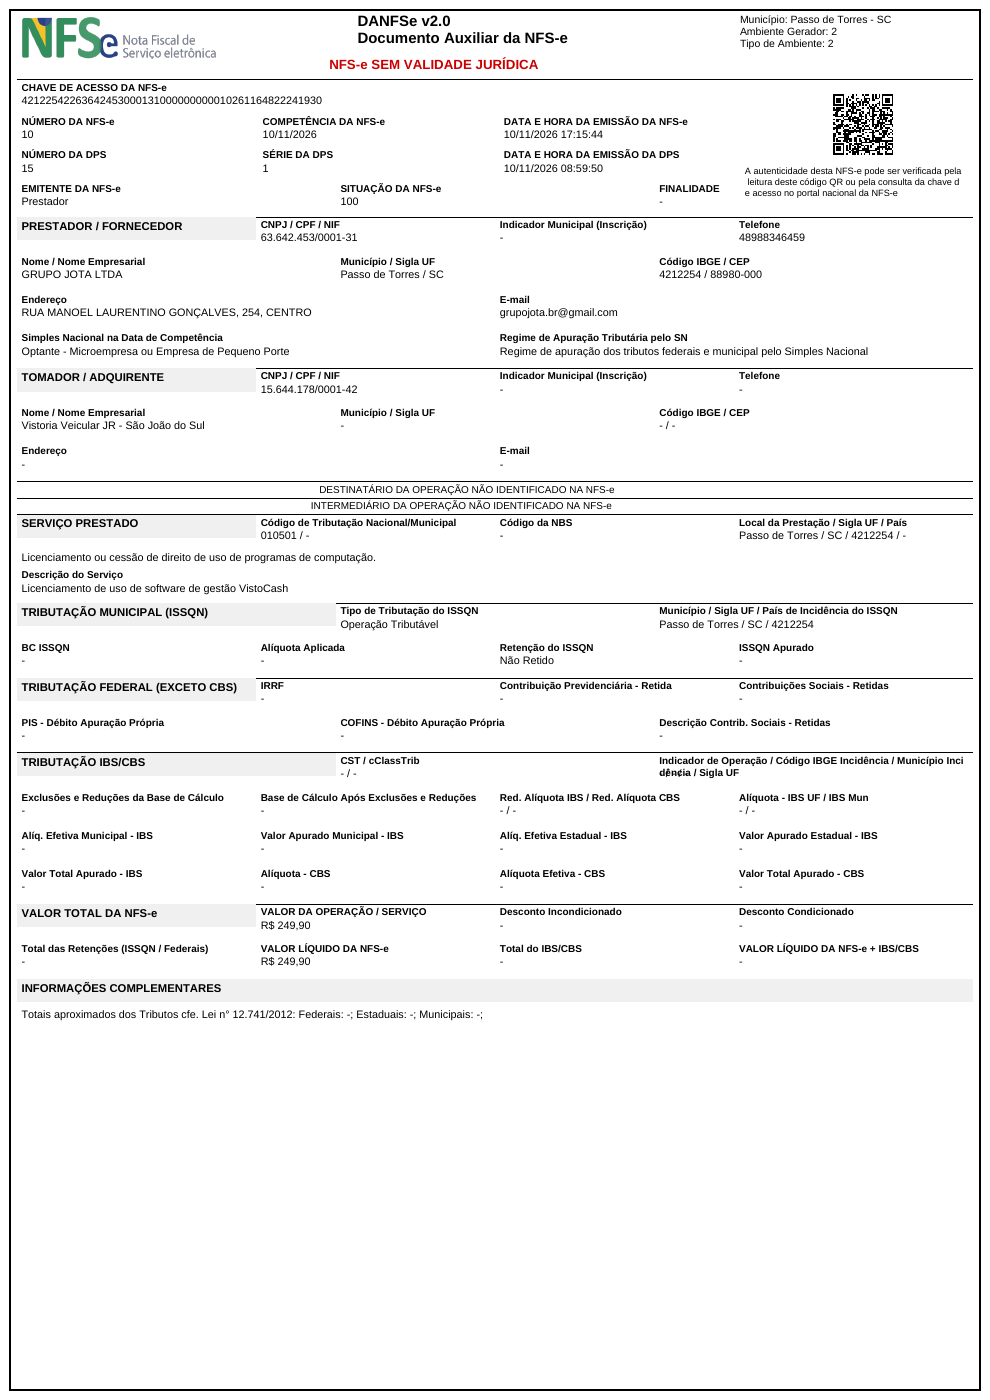 NFSe Nota Fiscal de
Serviço eletrônica
DANFSe v2.0
Documento Auxiliar da NFS-e
NFS-e SEM VALIDADE JURÍDICA
Município: Passo de Torres - SC
Ambiente Gerador: 2
Tipo de Ambiente: 2
CHAVE DE ACESSO DA NFS-e
42122542263642453000131000000000010261164822241930
NÚMERO DA NFS-e COMPETÊNCIA DA NFS-e DATA E HORA DA EMISSÃO DA NFS-e
10 10/11/2026 10/11/2026 17:15:44
NÚMERO DA DPS SÉRIE DA DPS DATA E HORA DA EMISSÃO DA DPS
15 1 10/11/2026 08:59:50
EMITENTE DA NFS-e SITUAÇÃO DA NFS-e FINALIDADE
Prestador 100 -
A autenticidade desta NFS-e pode ser verificada pela
leitura deste código QR ou pela consulta da chave d
e acesso no portal nacional da NFS-e
PRESTADOR / FORNECEDOR CNPJ / CPF / NIF Indicador Municipal (Inscrição) Telefone
63.642.453/0001-31 - 48988346459
Nome / Nome Empresarial Município / Sigla UF Código IBGE / CEP
GRUPO JOTA LTDA Passo de Torres / SC 4212254 / 88980-000
Endereço E-mail
RUA MANOEL LAURENTINO GONÇALVES, 254, CENTRO grupojota.br@gmail.com
Simples Nacional na Data de Competência Regime de Apuração Tributária pelo SN
Optante - Microempresa ou Empresa de Pequeno Porte Regime de apuração dos tributos federais e municipal pelo Simples Nacional
TOMADOR / ADQUIRENTE CNPJ / CPF / NIF Indicador Municipal (Inscrição) Telefone
15.644.178/0001-42 - -
Nome / Nome Empresarial Município / Sigla UF Código IBGE / CEP
Vistoria Veicular JR - São João do Sul - - / -
Endereço E-mail
- -
DESTINATÁRIO DA OPERAÇÃO NÃO IDENTIFICADO NA NFS-e
INTERMEDIÁRIO DA OPERAÇÃO NÃO IDENTIFICADO NA NFS-e
SERVIÇO PRESTADO Código de Tributação Nacional/Municipal Código da NBS Local da Prestação / Sigla UF / País
010501 / - - Passo de Torres / SC / 4212254 / -
Licenciamento ou cessão de direito de uso de programas de computação.
Descrição do Serviço
Licenciamento de uso de software de gestão VistoCash
TRIBUTAÇÃO MUNICIPAL (ISSQN) Tipo de Tributação do ISSQN Município / Sigla UF / País de Incidência do ISSQN
Operação Tributável Passo de Torres / SC / 4212254
BC ISSQN Alíquota Aplicada Retenção do ISSQN ISSQN Apurado
- - Não Retido -
TRIBUTAÇÃO FEDERAL (EXCETO CBS) IRRF Contribuição Previdenciária - Retida Contribuições Sociais - Retidas
- - -
PIS - Débito Apuração Própria COFINS - Débito Apuração Própria Descrição Contrib. Sociais - Retidas
- - -
TRIBUTAÇÃO IBS/CBS CST / cClassTrib Indicador de Operação / Código IBGE Incidência / Município Inci
- / - dência / Sigla UF
Exclusões e Reduções da Base de Cálculo Base de Cálculo Após Exclusões e Reduções Red. Alíquota IBS / Red. Alíquota CBS Alíquota - IBS UF / IBS Mun
- - - / - - / -
Alíq. Efetiva Municipal - IBS Valor Apurado Municipal - IBS Alíq. Efetiva Estadual - IBS Valor Apurado Estadual - IBS
- - - -
Valor Total Apurado - IBS Alíquota - CBS Alíquota Efetiva - CBS Valor Total Apurado - CBS
- - - -
VALOR TOTAL DA NFS-e VALOR DA OPERAÇÃO / SERVIÇO Desconto Incondicionado Desconto Condicionado
R$ 249,90 - -
Total das Retenções (ISSQN / Federais) VALOR LÍQUIDO DA NFS-e Total do IBS/CBS VALOR LÍQUIDO DA NFS-e + IBS/CBS
- R$ 249,90 - -
INFORMAÇÕES COMPLEMENTARES
Totais aproximados dos Tributos cfe. Lei n° 12.741/2012: Federais: -; Estaduais: -; Municipais: -;